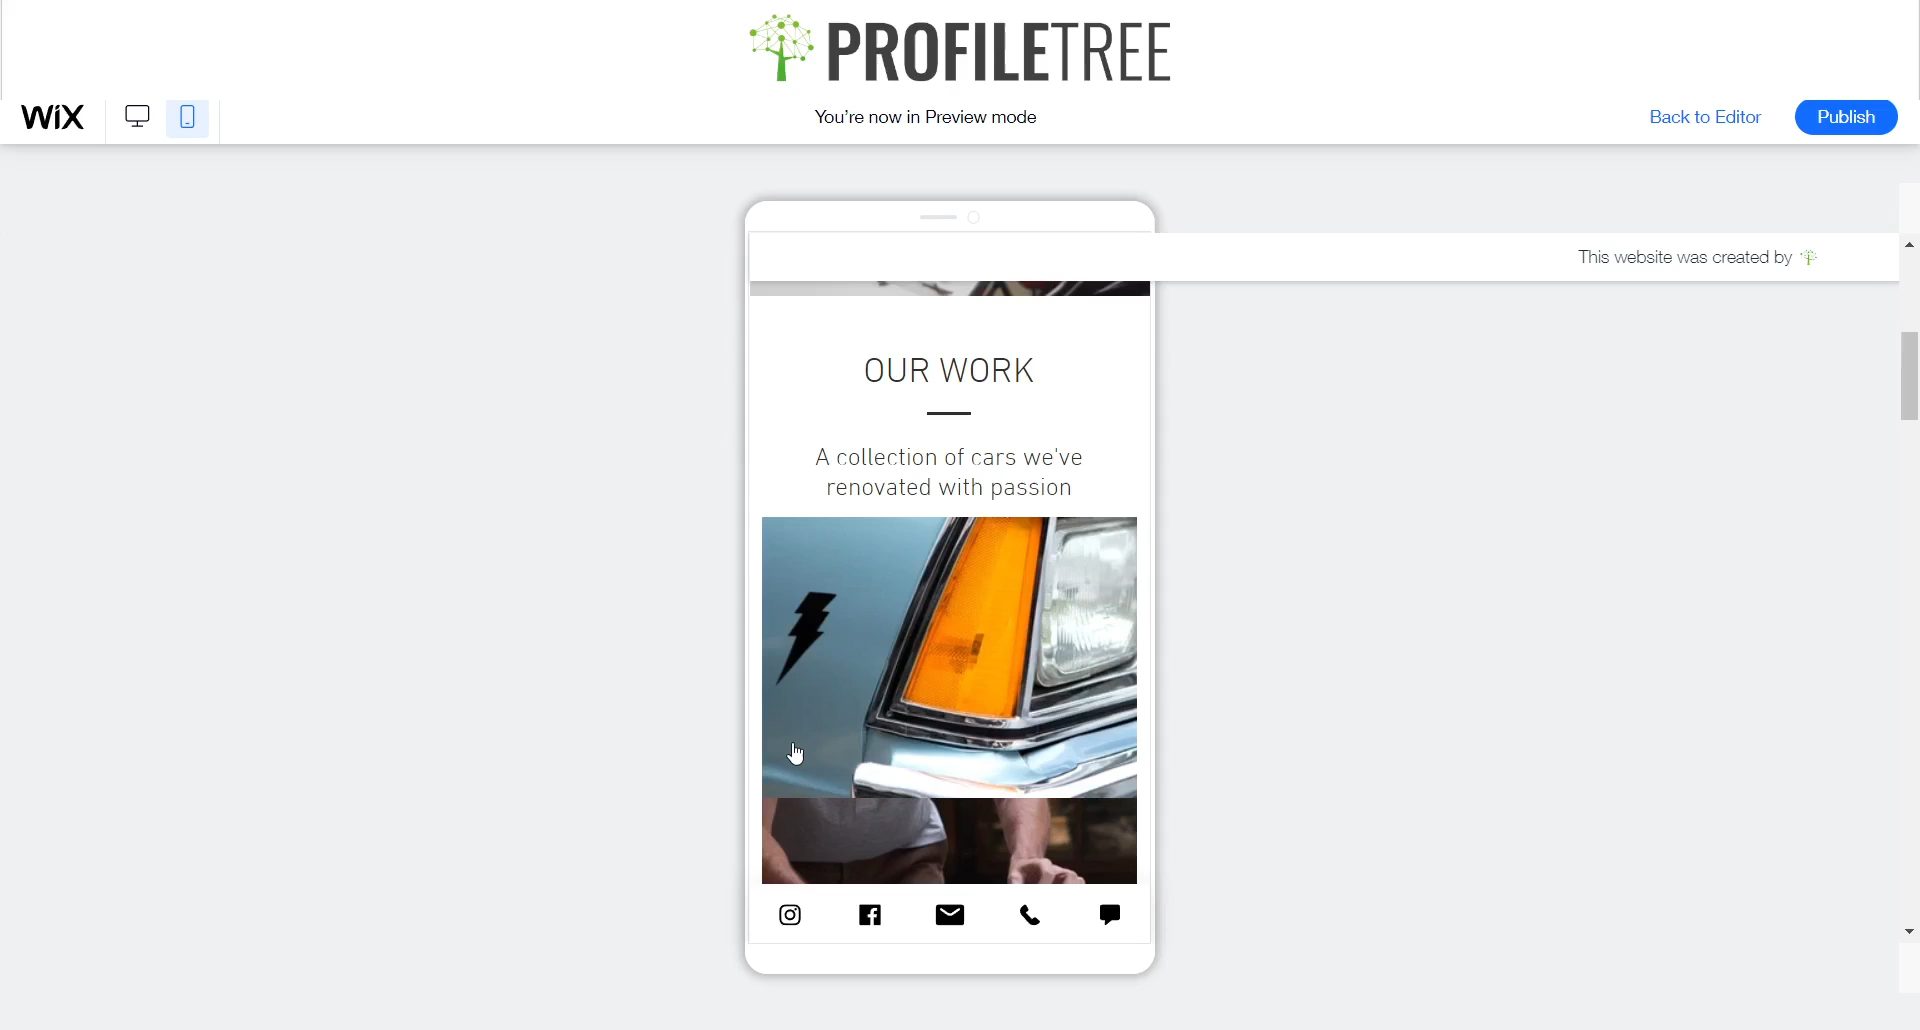 PROFILETREE
WiX
You're now in Preview mode
Back to Editor
Publish
This website was created by
OUR WORK
A collection of cars we've
renovated with passion